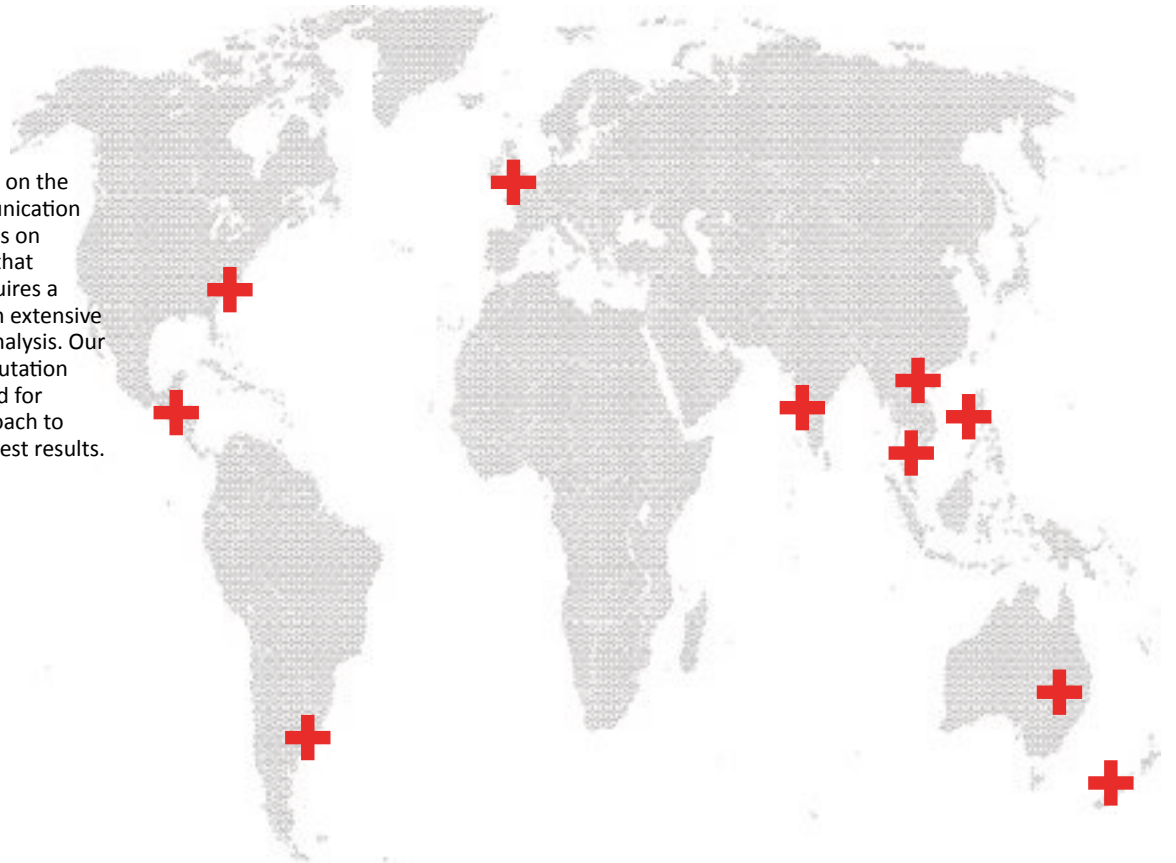 on the
unication
s on
that
uires a
n extensive
nalysis. Our
utation
d for
oach to
est results.